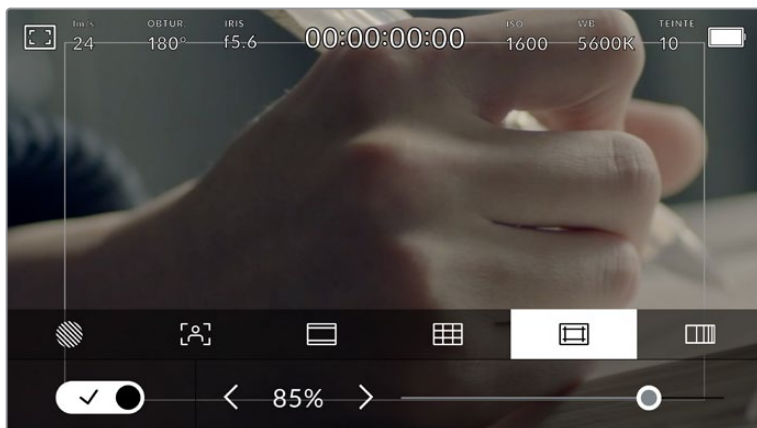 Im/s OBTUR. IRIS ISO WB TEINTE
24 180° f5.6 00:00:00:00 1600 5600K 10
85%